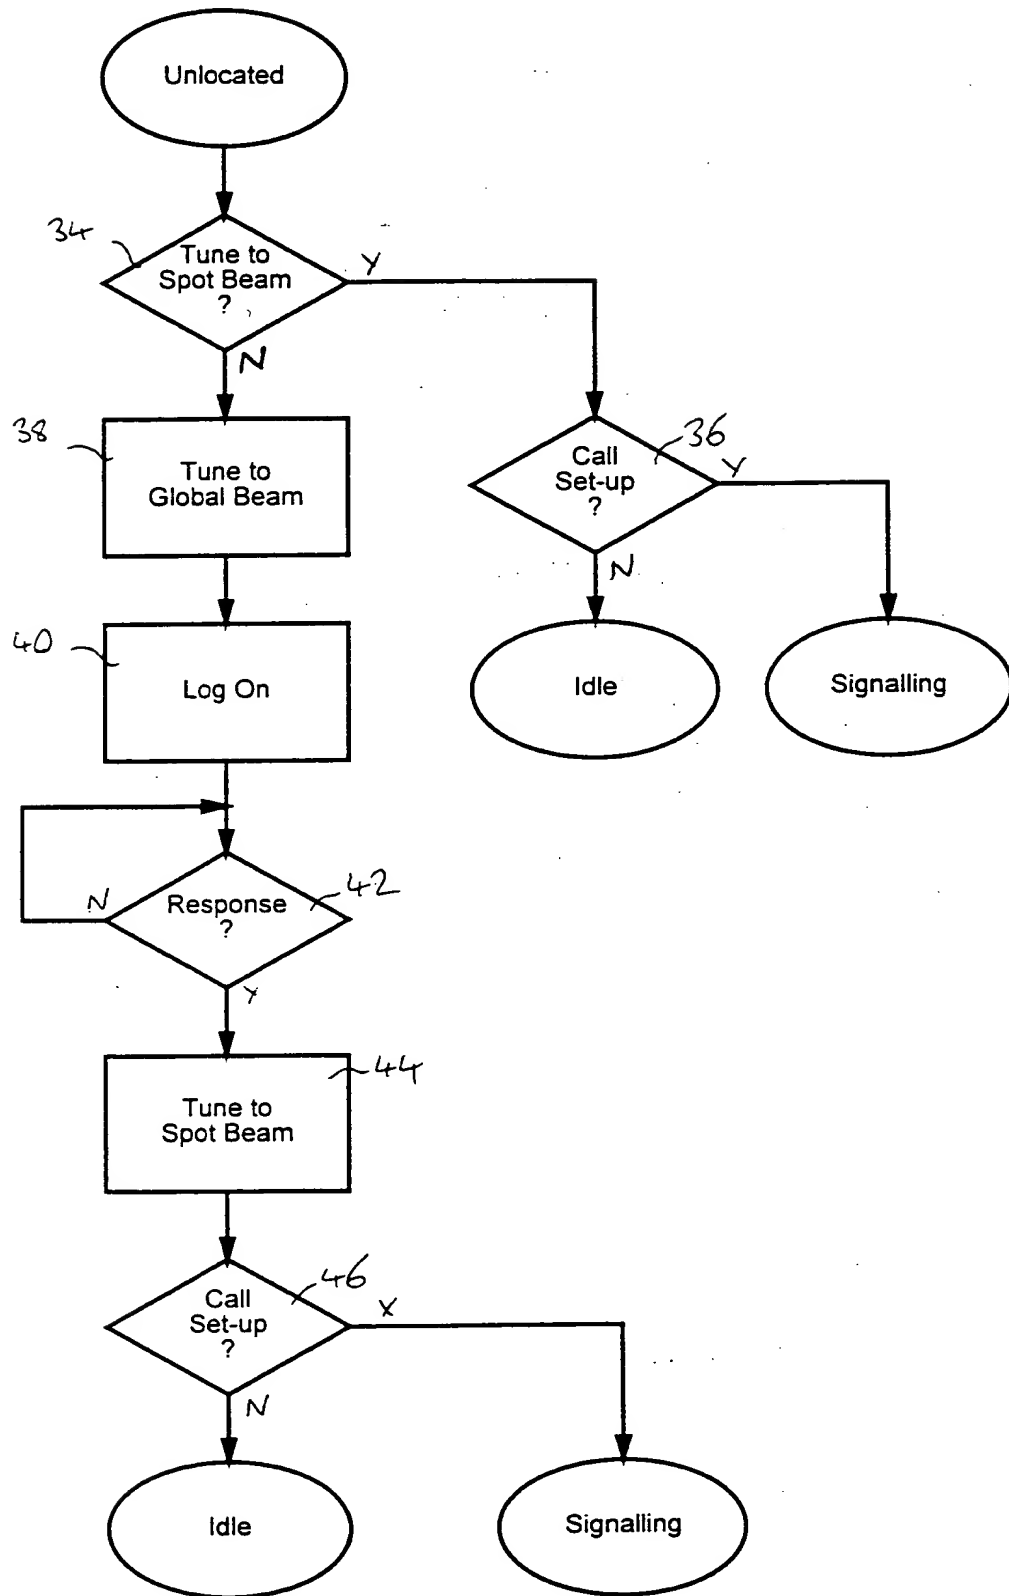 Unlocated
34
Tune to
Spot Beam
?
Y
N
38
Tune to
Global Beam
36
Call
Set-up
?
Y
N
40
Log On
Idle
Signalling
42
Response
?
N
Y
44
Tune to
Spot Beam
46
Call
Set-up
?
Y
N
Idle
Signalling